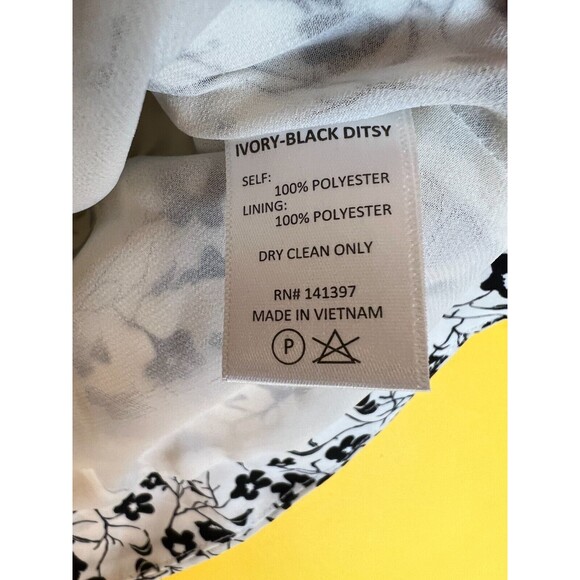 IVORY-BLACK DITSY
SELF:
100% POLYESTER
LINING:
100% POLYESTER
DRY CLEAN ONLY
RN# 141397
MADE IN VIETNAM
P